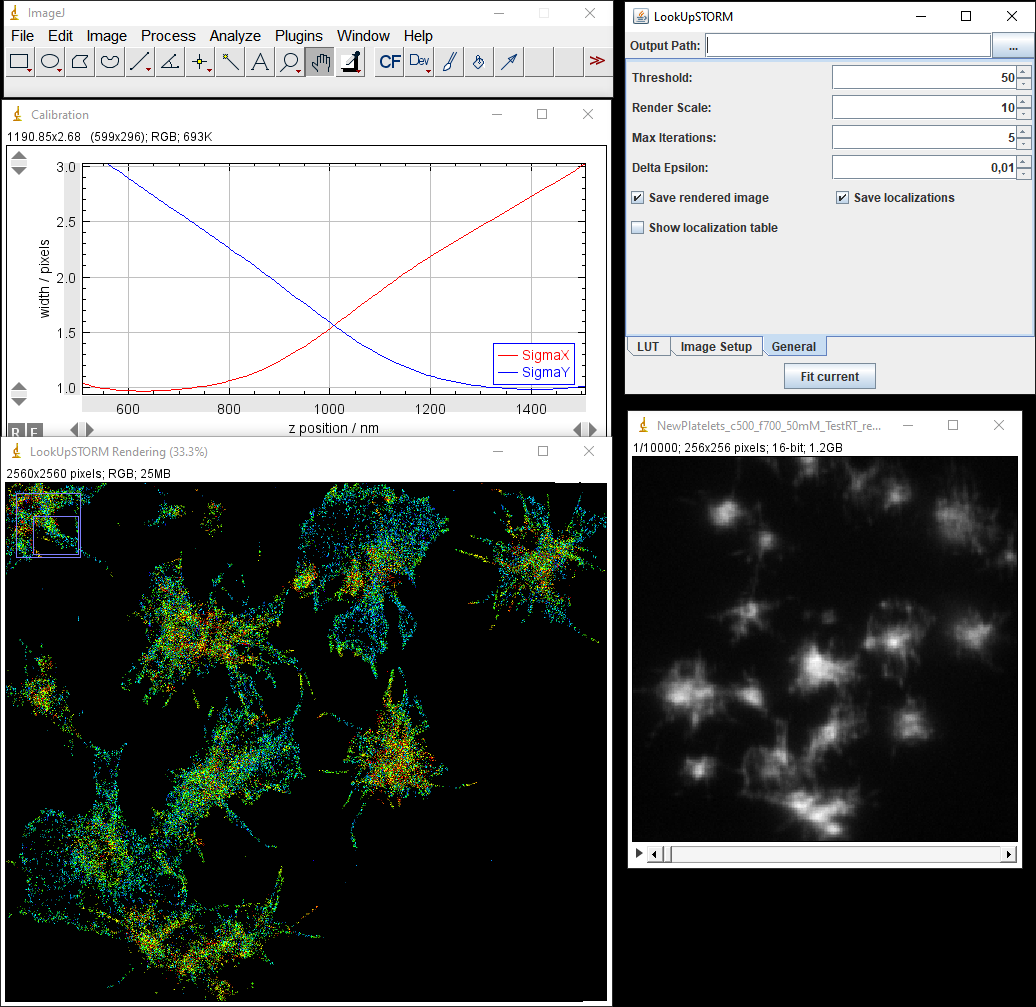 ImageJ
File Edit Image Process Analyze Plugins Window Help
CF Dev
Calibration
1190.85x2.68 (599x296); RGB; 693K
3.0
2.5
2.0
1.5
1.0
width / pixels
SigmaX
SigmaY
600 800 1000 1200 1400
z position / nm
R F
LookUpSTORM Rendering (33.3%)
2560x2560 pixels; RGB; 25MB
LookUpSTORM
Output Path: ...
Threshold: 50
Render Scale: 10
Max Iterations: 5
Delta Epsilon: 0,01
Save rendered image Save localizations
Show localization table
LUT Image Setup General
Fit current
NewPlatelets_c500_f700_50mM_TestRT_re...
1/10000; 256x256 pixels; 16-bit; 1.2GB